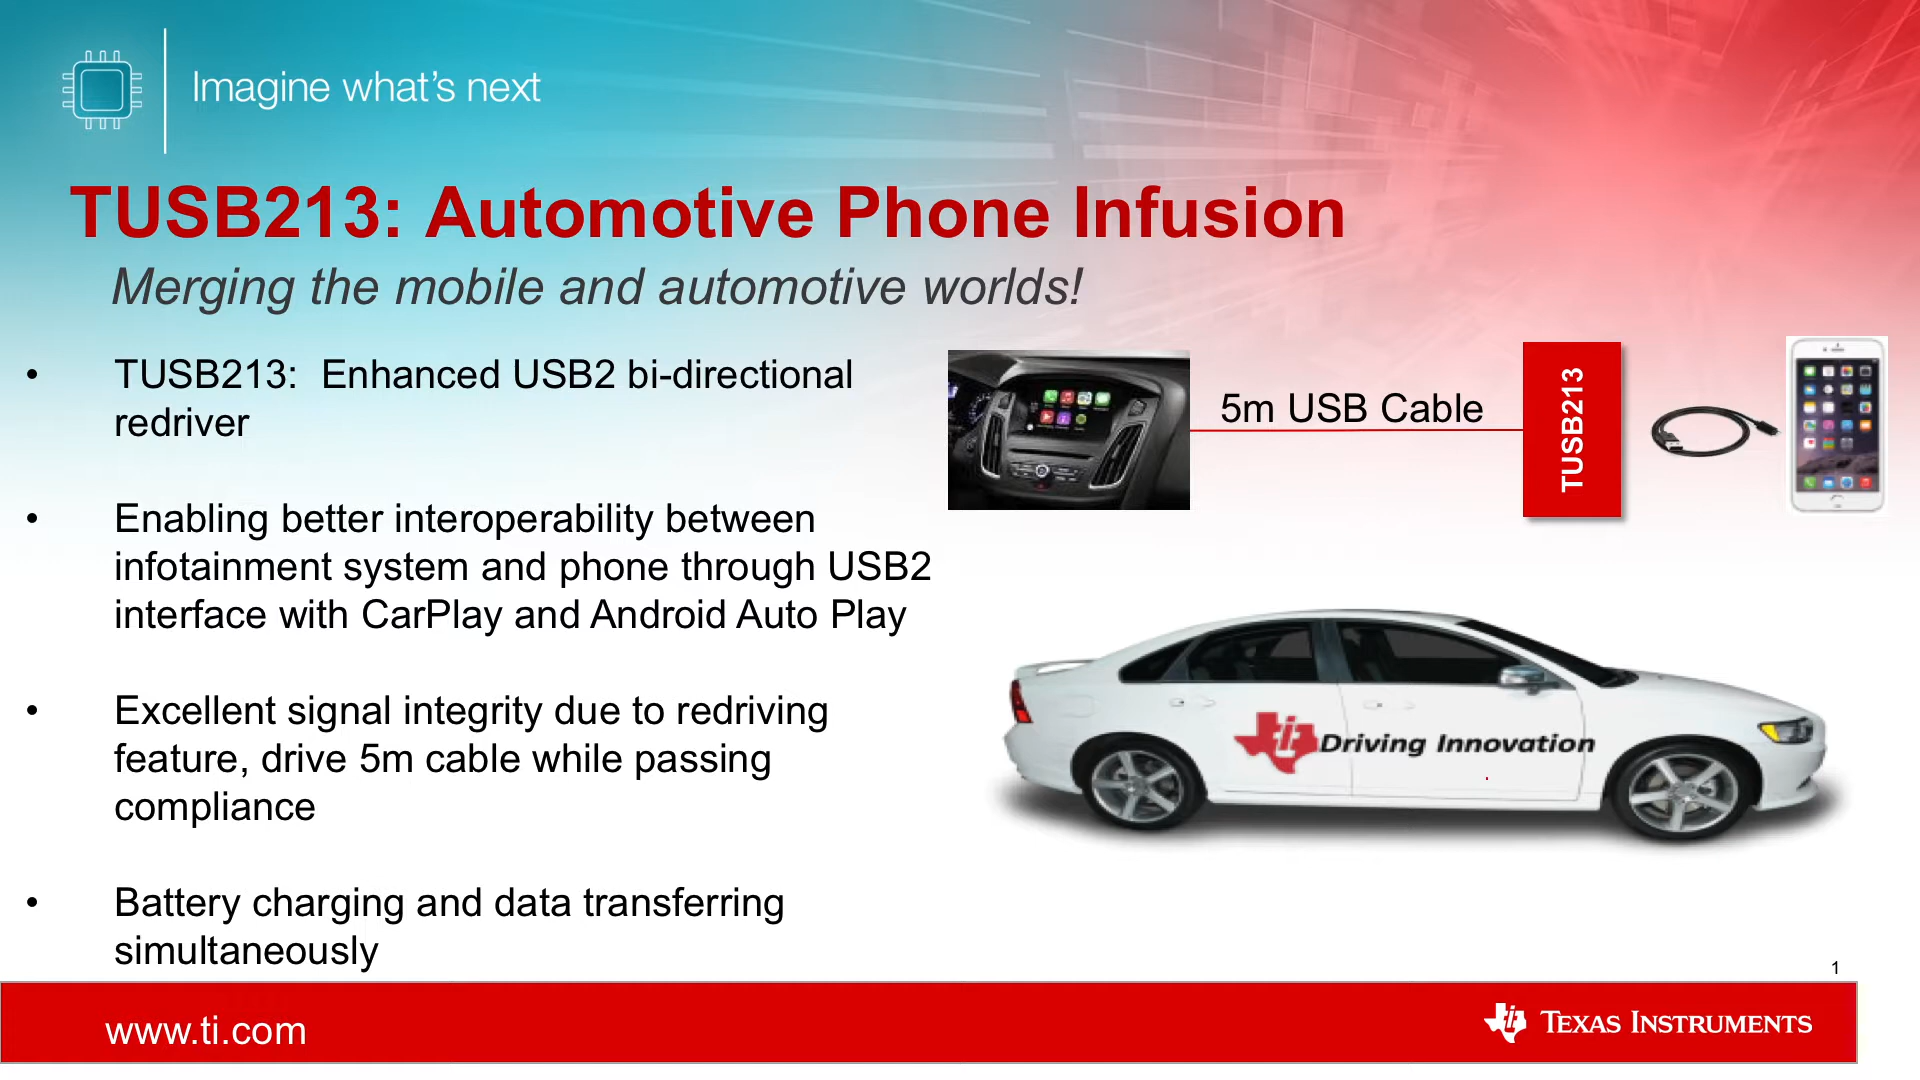 Imagine what's next
TUSB213: Automotive Phone Infusion
Merging the mobile and automotive worlds!
• TUSB213:  Enhanced USB2 bi-directional
redriver
• Enabling better interoperability between
infotainment system and phone through USB2
interface with CarPlay and Android Auto Play
• Excellent signal integrity due to redriving
feature, drive 5m cable while passing
compliance
• Battery charging and data transferring
simultaneously
5m USB Cable
TUSB213
ti Driving Innovation
1
www.ti.com
ti TEXAS INSTRUMENTS